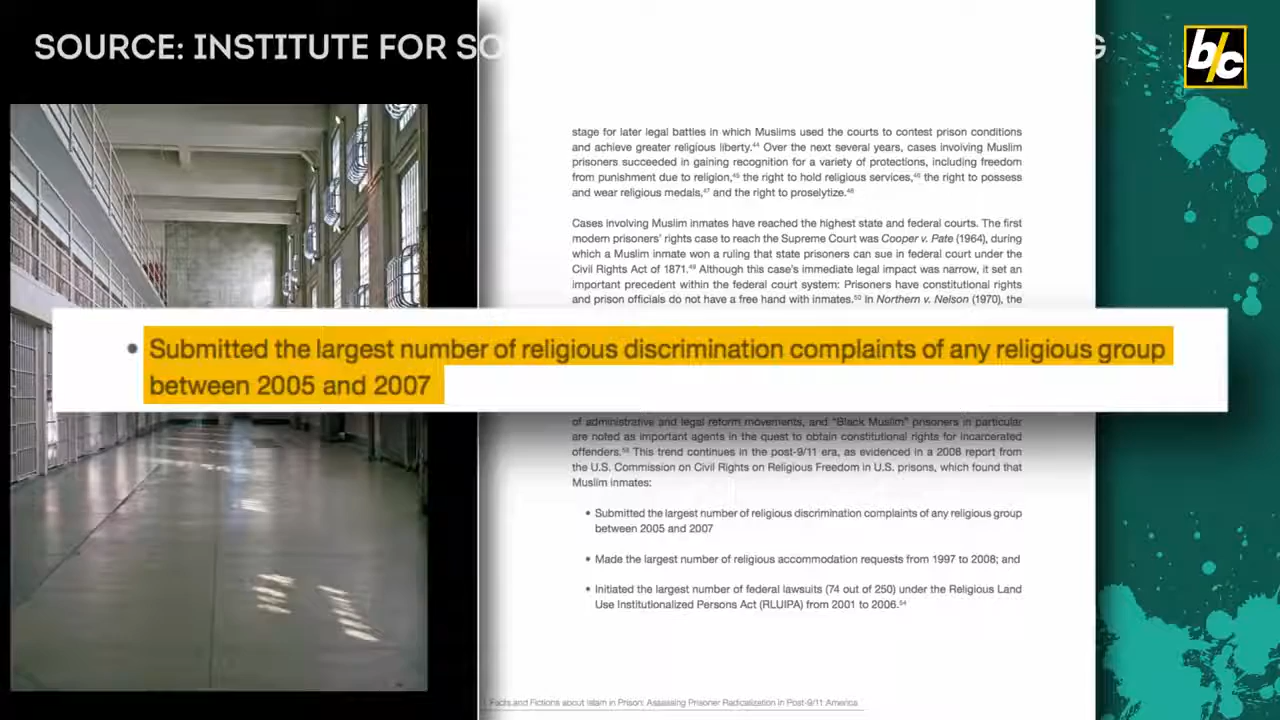 SOURCE: INSTITUTE FOR SO
G
b/c
stage for later legal battles in which Muslims used the courts to contest prison conditions
and achieve greater religious liberty.⁴⁴ Over the next several years, cases involving Muslim
prisoners succeeded in gaining recognition for a variety of protections, including freedom
from punishment due to religion,⁴⁵ the right to hold religious services,⁴⁶ the right to possess
and wear religious medals,⁴⁷ and the right to proselytize.⁴⁸
Cases involving Muslim inmates have reached the highest state and federal courts. The first
modern prisoners' rights case to reach the Supreme Court was Cooper v. Pate (1964), during
which a Muslim inmate won a ruling that state prisoners can sue in federal court under the
Civil Rights Act of 1871.⁴⁹ Although this case's immediate legal impact was narrow, it set an
important precedent within the federal court system: Prisoners have constitutional rights
and prison officials do not have a free hand with inmates.⁵⁰ In Northern v. Nelson (1970), the
• Submitted the largest number of religious discrimination complaints of any religious group
between 2005 and 2007
of administrative and legal reform movements, and "Black Muslim" prisoners in particular
are noted as important agents in the quest to obtain constitutional rights for incarcerated
offenders.⁵³ This trend continues in the post-9/11 era, as evidenced in a 2008 report from
the U.S. Commission on Civil Rights on Religious Freedom in U.S. prisons, which found that
Muslim inmates:
• Submitted the largest number of religious discrimination complaints of any religious group
between 2005 and 2007
• Made the largest number of religious accommodation requests from 1997 to 2008; and
• Initiated the largest number of federal lawsuits (74 out of 250) under the Religious Land
Use Institutionalized Persons Act (RLUIPA) from 2001 to 2006.⁵⁴
Facts and Fictions about Islam in Prison: Assessing Prisoner Radicalization in Post-9/11 America